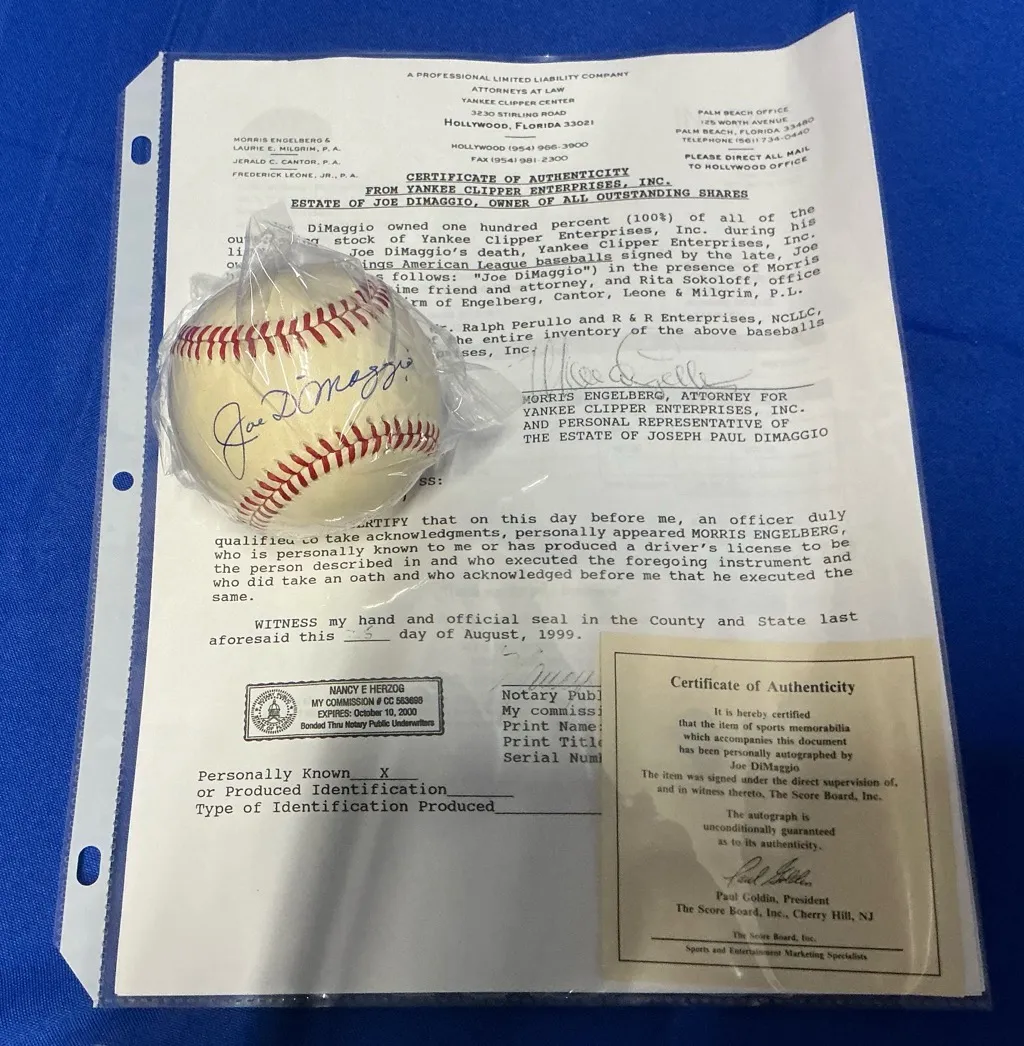 A PROFESSIONAL LIMITED LIABILITY COMPANY
ATTORNEYS AT LAW
YANKEE CLIPPER CENTER
3230 STIRLING ROAD
HOLLYWOOD, FLORIDA 33021
HOLLYWOOD (954) 966-3900
FAX (954) 981-2300
MORRIS ENGELBERG &
LAURIE E. MILGRIM, P. A.
JERALD C. CANTOR, P. A.
FREDERICK LEONE, JR., P. A.
PALM BEACH OFFICE
125 WORTH AVENUE
PALM BEACH, FLORIDA 33480
TELEPHONE (561) 734-0440
PLEASE DIRECT ALL MAIL
TO HOLLYWOOD OFFICE
CERTIFICATE OF AUTHENTICITY
FROM YANKEE CLIPPER ENTERPRISES, INC.
ESTATE OF JOE DIMAGGIO, OWNER OF ALL OUTSTANDING SHARES
DiMaggio owned one hundred percent (100%) of all of the
stock of Yankee Clipper Enterprises, Inc. during his
Joe DiMaggio's death, Yankee Clipper Enterprises, Inc.
American League baseballs signed by the late, Joe
s follows: "Joe DiMaggio") in the presence of Morris
ime friend and attorney, and Rita Sokoloff, office
irm of Engelberg, Cantor, Leone & Milgrim, P.L.
r. Ralph Perullo and R & R Enterprises, NCLLC,
he entire inventory of the above baseballs
ises, Inc.
Joe DiMaggio
MORRIS ENGELBERG, ATTORNEY FOR
YANKEE CLIPPER ENTERPRISES, INC.
AND PERSONAL REPRESENTATIVE OF
THE ESTATE OF JOSEPH PAUL DIMAGGIO
SS:
ERTIFY that on this day before me, an officer duly
qualified to take acknowledgments, personally appeared MORRIS ENGELBERG,
who is personally known to me or has produced a driver's license to be
the person described in and who executed the foregoing instrument and
who did take an oath and who acknowledged before me that he executed the
same.
WITNESS my hand and official seal in the County and State last
aforesaid this day of August, 1999.
NANCY E HERZOG
MY COMMISSION # CC 583698
EXPIRES: October 10, 2000
Bonded Thru Notary Public Underwriters
Notary Publ
My commissi
Print Name:
Print Title
Serial Num
Personally Known X
or Produced Identification
Type of Identification Produced
Certificate of Authenticity
It is hereby certified
that the item of sports memorabilia
which accompanies this document
has been personally autographed by
Joe DiMaggio
The item was signed under the direct supervision of,
and in witness thereto, The Score Board, Inc.
The autograph is
unconditionally guaranteed
as to its authenticity.
Paul Goldin
Paul Goldin, President
The Score Board, Inc., Cherry Hill, NJ
The Score Board, Inc.
Sports and Entertainment Marketing Specialists